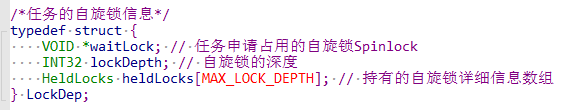 /*任务的自旋锁信息*/
typedef struct {
    VOID *waitLock; // 任务申请占用的自旋锁Spinlock
    INT32 lockDepth; // 自旋锁的深度
    HeldLocks heldLocks[MAX_LOCK_DEPTH]; // 持有的自旋锁详细信息数组
} LockDep;